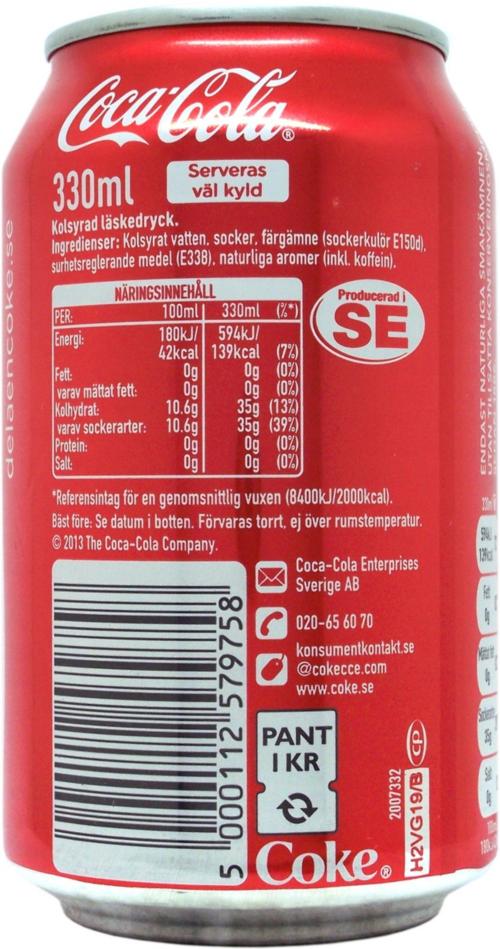 Coca-Cola®
330ml
Serveras
väl kyld
Kolsyrad läskedryck.
Ingredienser: Kolsyrat vatten, socker, färgämne (sockerkulör E150d),
surhetsreglerande medel (E338), naturliga aromer (inkl. koffein).
NÄRINGSINNEHÅLL
PER: 100ml 330ml (%*)
Energi: 180kJ/ 594kJ/
42kcal 139kcal (7%)
Fett: 0g 0g (0%)
varav mättat fett: 0g 0g (0%)
Kolhydrat: 10.6g 35g (13%)
varav sockerarter: 10.6g 35g (39%)
Protein: 0g 0g (0%)
Salt: 0g 0g (0%)
Producerad i
SE
*Referensintag för en genomsnittlig vuxen (8400kJ/2000kcal).
Bäst före: Se datum i botten. Förvaras torrt, ej över rumstemperatur.
© 2013 The Coca-Cola Company.
Coca-Cola Enterprises
Sverige AB
020-65 60 70
konsumentkontakt.se
@cokecce.com
www.coke.se
5 000112 579758
PANT
1 KR
Coke®
2007332
H2VG19/B
cp
delaencoke.se
ENDAST NATURLIGA SMAKÄMNEN
Fett
0g
35g
Salt
0g